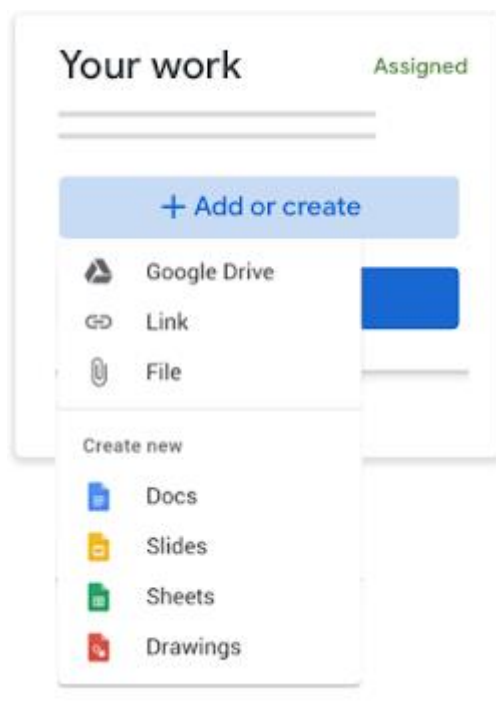 Your work
Assigned
+ Add or create
Google Drive
Link
File
Create new
Docs
Slides
Sheets
Drawings